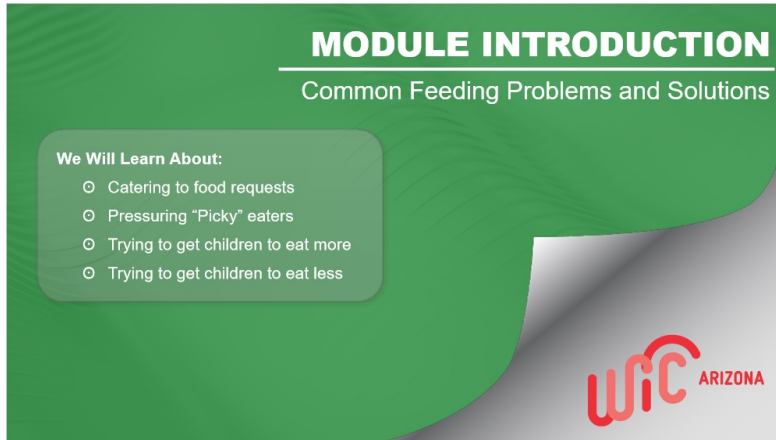 MODULE INTRODUCTION
Common Feeding Problems and Solutions
We Will Learn About:
Catering to food requests
Pressuring “Picky” eaters
Trying to get children to eat more
Trying to get children to eat less
WiC ARIZONA